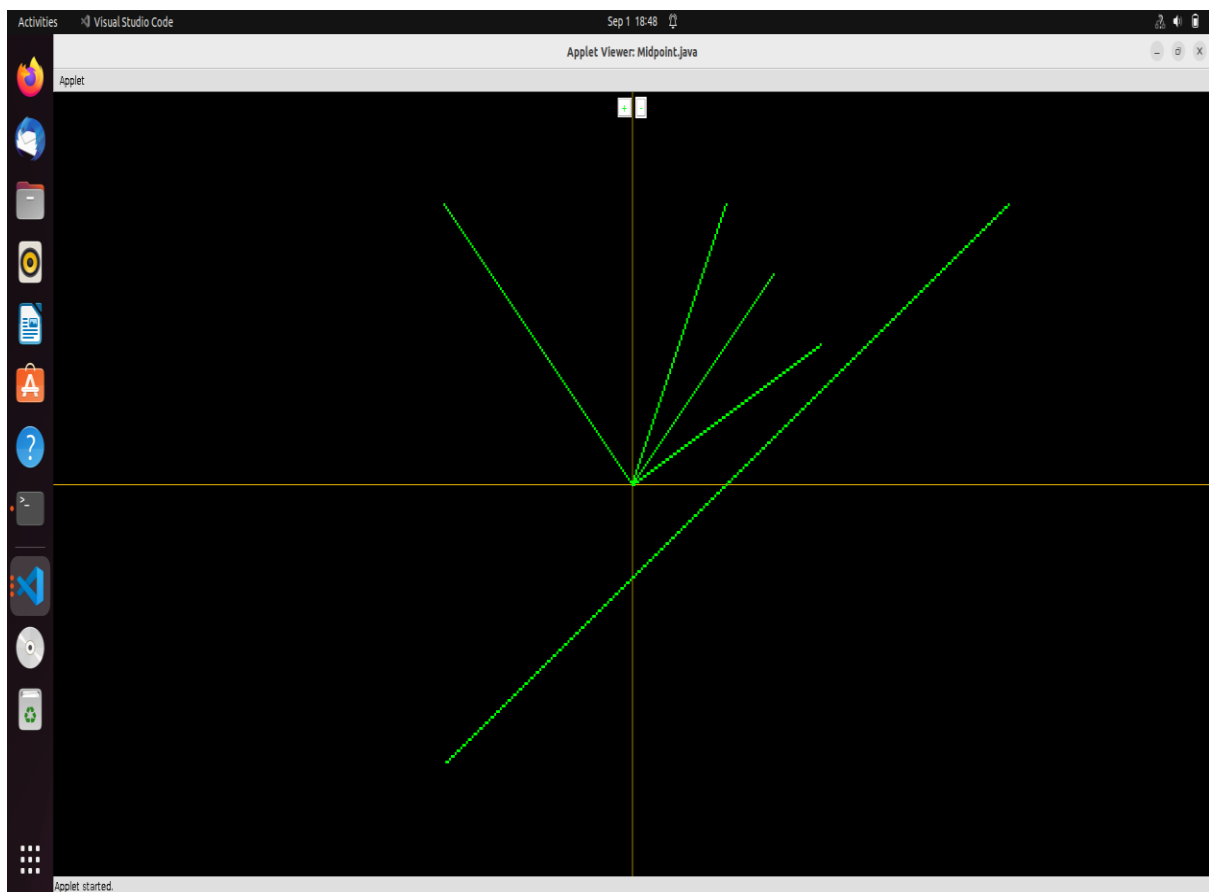 Activities Visual Studio Code Sep 1 18:48
Applet Viewer: Midpoint.java
Applet
+ -
Applet started.